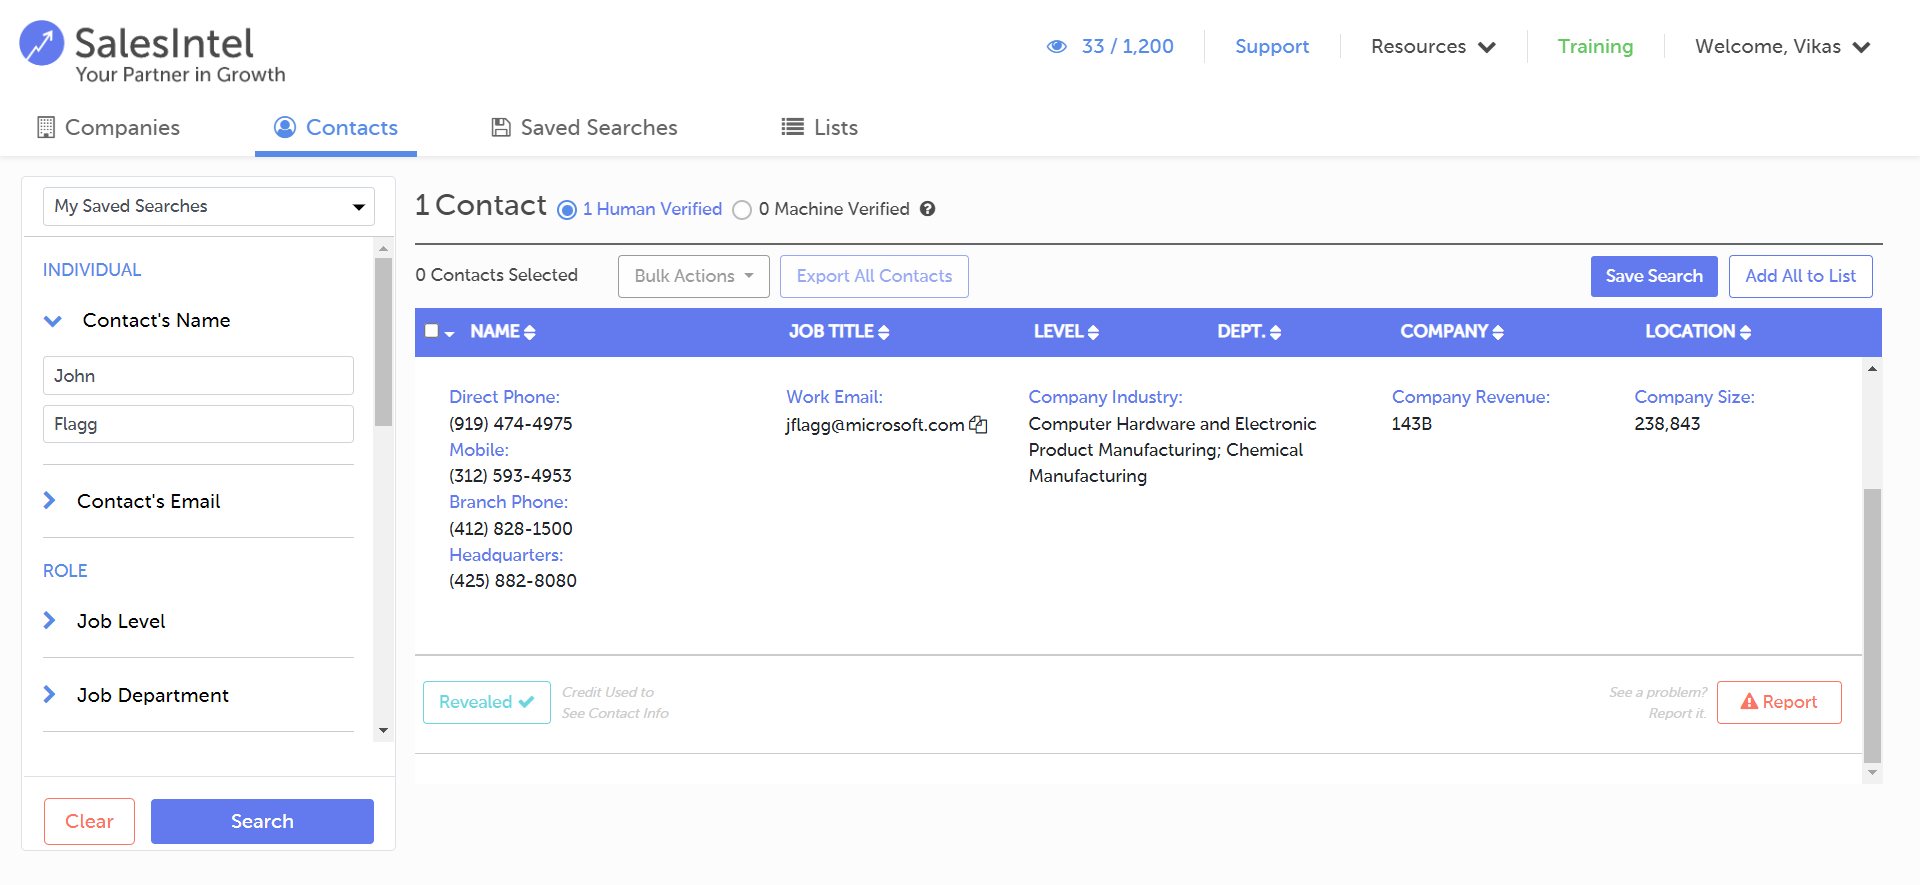 SalesIntel
Your Partner in Growth
33 / 1,200
Support
Resources
Training
Welcome, Vikas
Companies
Contacts
Saved Searches
Lists
My Saved Searches
INDIVIDUAL
Contact's Name
John
Flagg
Contact's Email
ROLE
Job Level
Job Department
Clear
Search
1 Contact
1 Human Verified
0 Machine Verified
0 Contacts Selected
Bulk Actions
Export All Contacts
Save Search
Add All to List
NAME
JOB TITLE
LEVEL
DEPT.
COMPANY
LOCATION
Direct Phone:
(919) 474-4975
Mobile:
(312) 593-4953
Branch Phone:
(412) 828-1500
Headquarters:
(425) 882-8080
Work Email:
jflagg@microsoft.com
Company Industry:
Computer Hardware and Electronic
Product Manufacturing; Chemical
Manufacturing
Company Revenue:
143B
Company Size:
238,843
Revealed
Credit Used to
See Contact Info
See a problem?
Report it.
Report